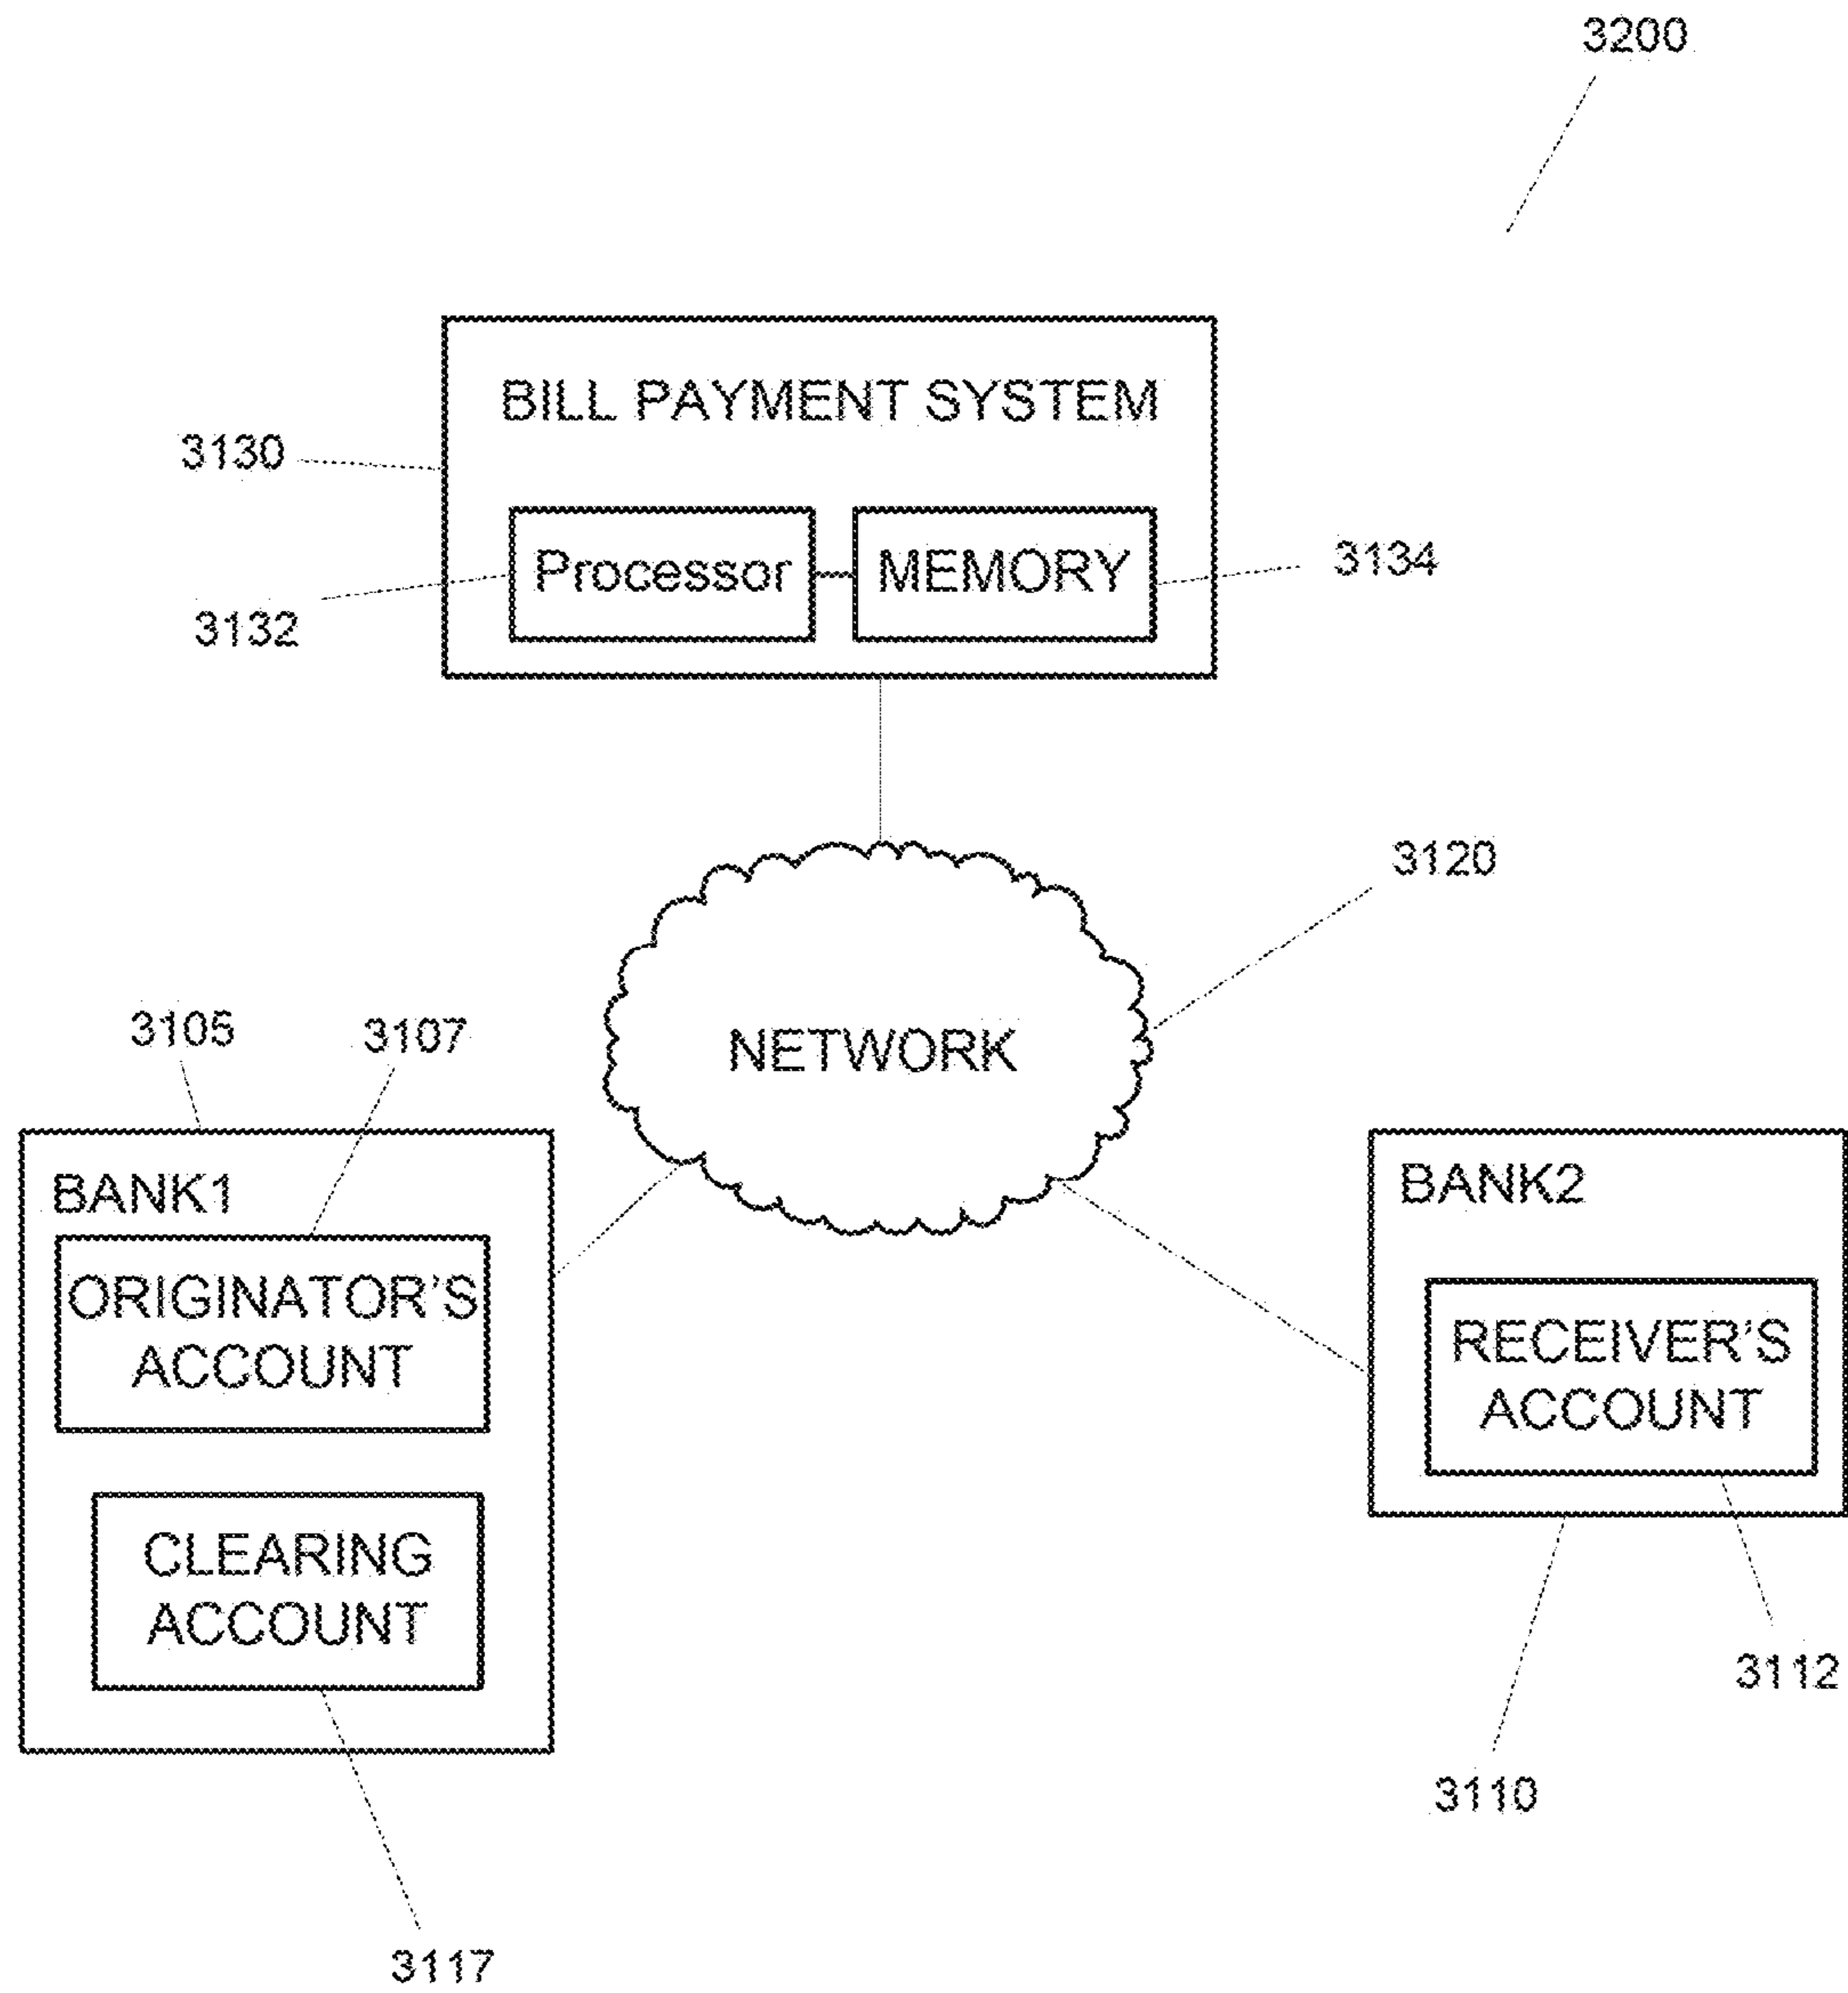 3200
BILL PAYMENT SYSTEM
3130
Processor
MEMORY
3134
3132
3120
NETWORK
3105
3107
BANK1
ORIGINATOR'S
ACCOUNT
CLEARING
ACCOUNT
BANK2
RECEIVER'S
ACCOUNT
3112
3110
3117